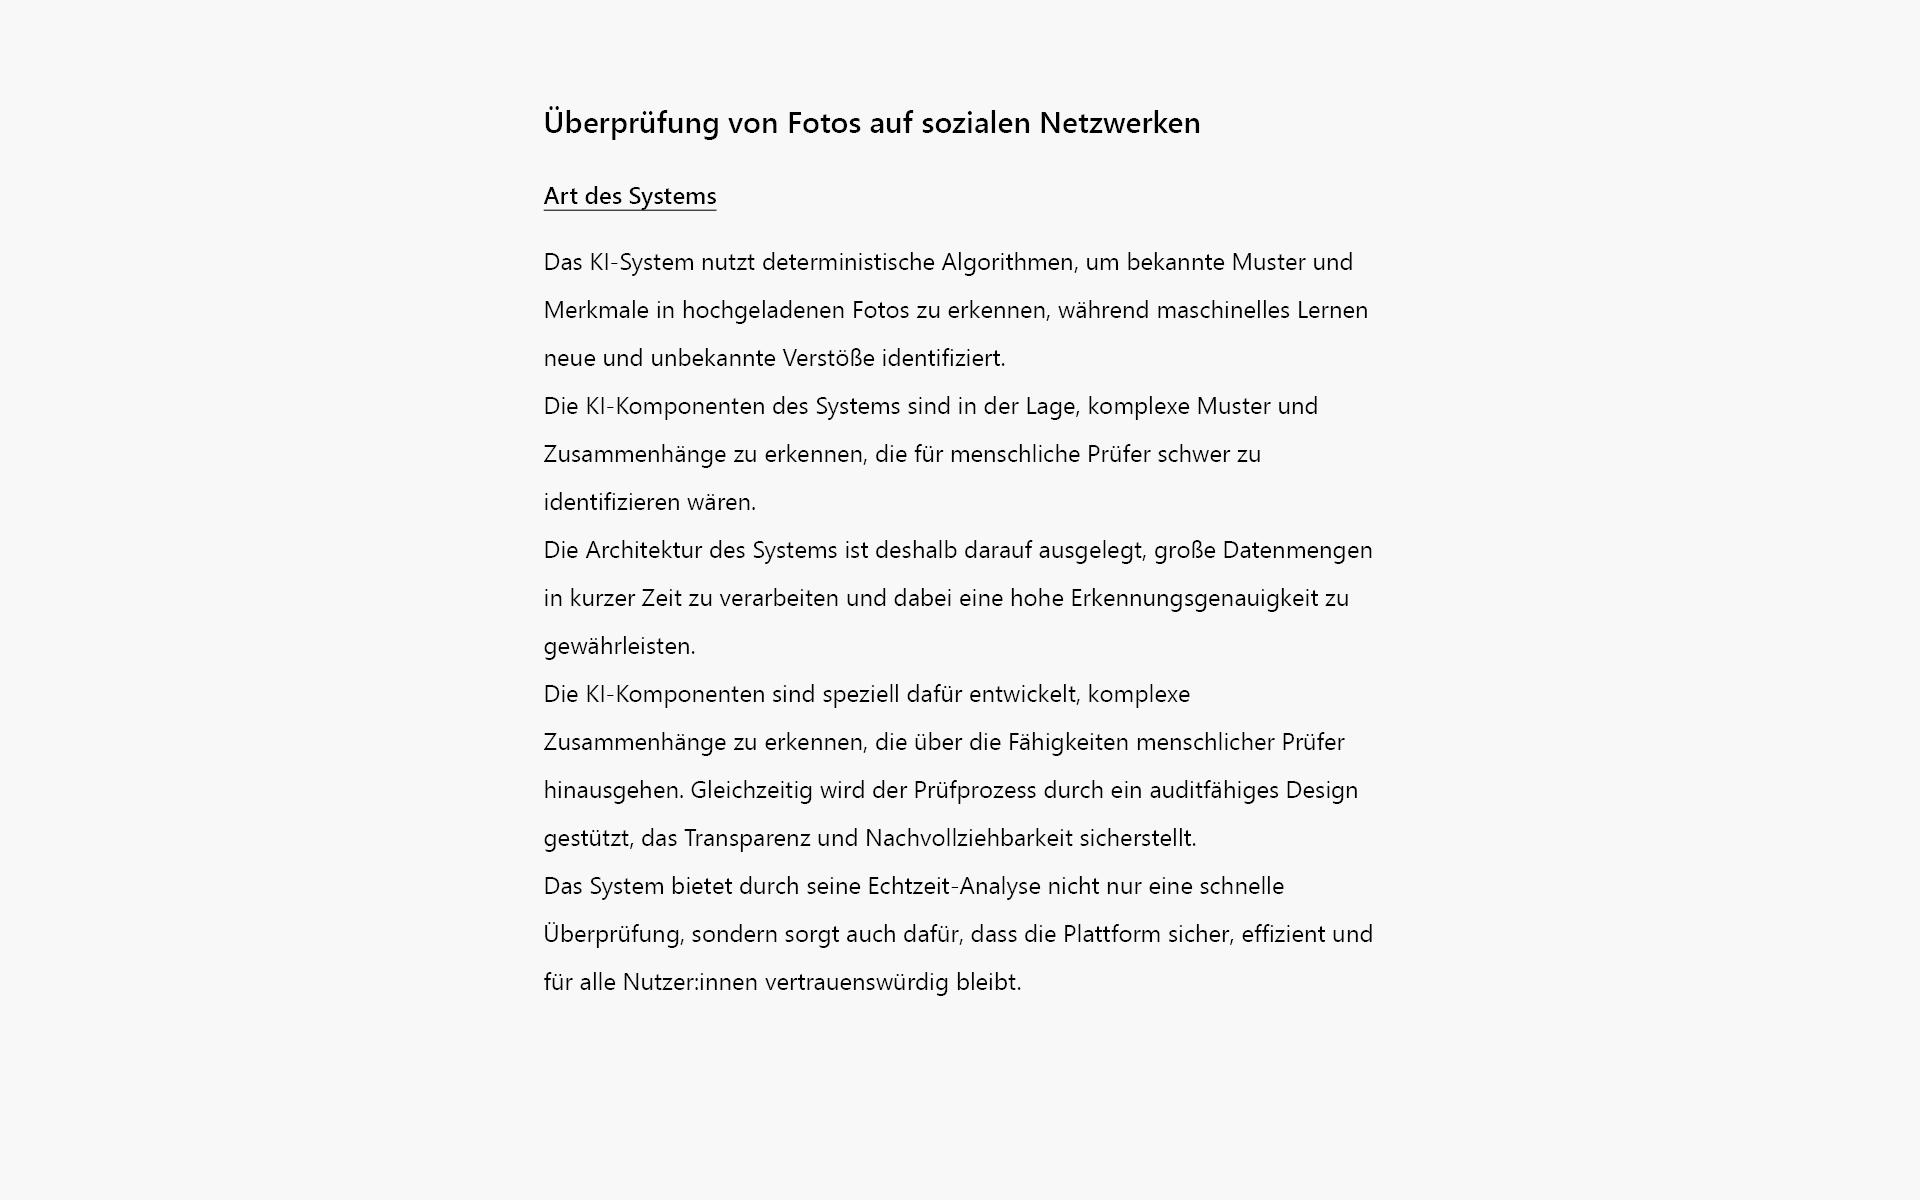 Überprüfung von Fotos auf sozialen Netzwerken
Art des Systems
Das KI-System nutzt deterministische Algorithmen, um bekannte Muster und
Merkmale in hochgeladenen Fotos zu erkennen, während maschinelles Lernen
neue und unbekannte Verstöße identifiziert.
Die KI-Komponenten des Systems sind in der Lage, komplexe Muster und
Zusammenhänge zu erkennen, die für menschliche Prüfer schwer zu
identifizieren wären.
Die Architektur des Systems ist deshalb darauf ausgelegt, große Datenmengen
in kurzer Zeit zu verarbeiten und dabei eine hohe Erkennungsgenauigkeit zu
gewährleisten.
Die KI-Komponenten sind speziell dafür entwickelt, komplexe
Zusammenhänge zu erkennen, die über die Fähigkeiten menschlicher Prüfer
hinausgehen. Gleichzeitig wird der Prüfprozess durch ein auditfähiges Design
gestützt, das Transparenz und Nachvollziehbarkeit sicherstellt.
Das System bietet durch seine Echtzeit-Analyse nicht nur eine schnelle
Überprüfung, sondern sorgt auch dafür, dass die Plattform sicher, effizient und
für alle Nutzer:innen vertrauenswürdig bleibt.